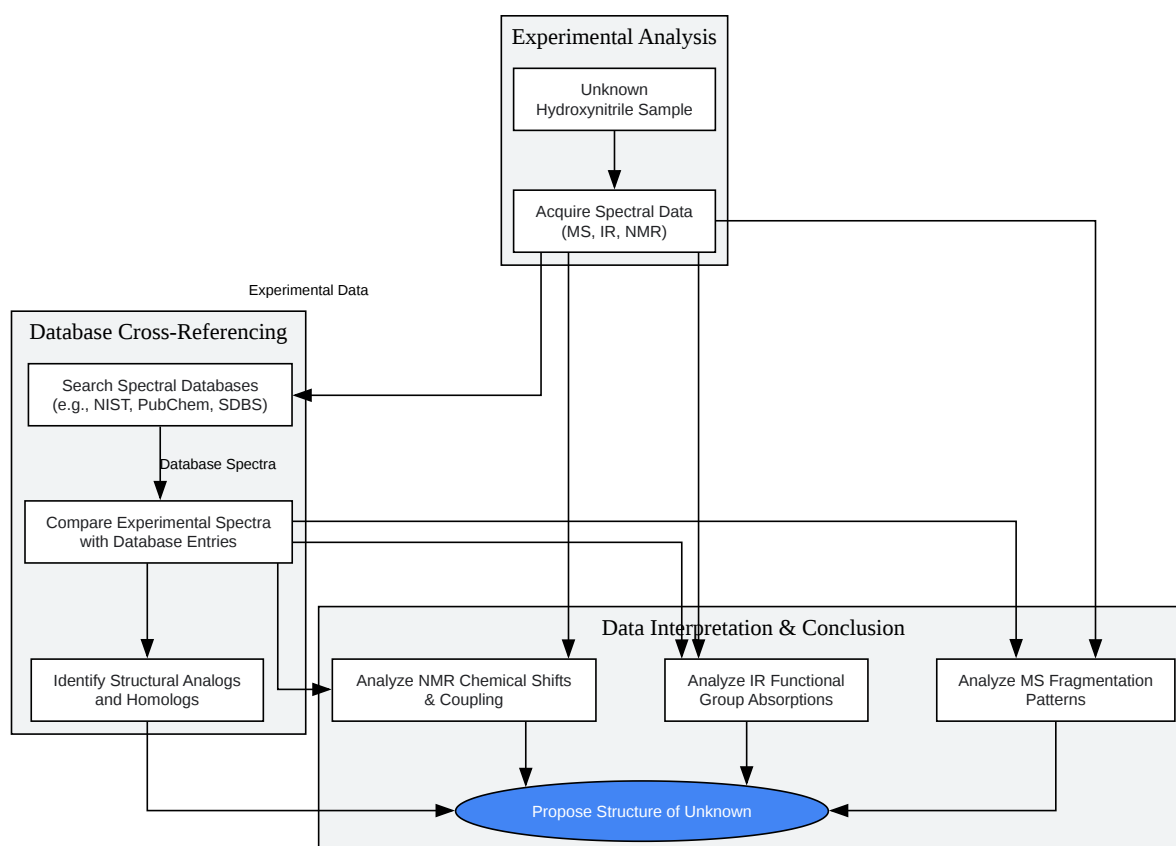 Experimental Analysis
Unknown
Hydroxynitrile Sample
Acquire Spectral Data
(MS, IR, NMR)
Experimental Data
Database Cross-Referencing
Search Spectral Databases
(e.g., NIST, PubChem, SDBS)
Database Spectra
Compare Experimental Spectra
with Database Entries
Data Interpretation & Conclusion
Identify Structural Analogs
and Homologs
Analyze NMR Chemical Shifts
& Coupling
Analyze IR Functional
Group Absorptions
Analyze MS Fragmentation
Patterns
Propose Structure of Unknown